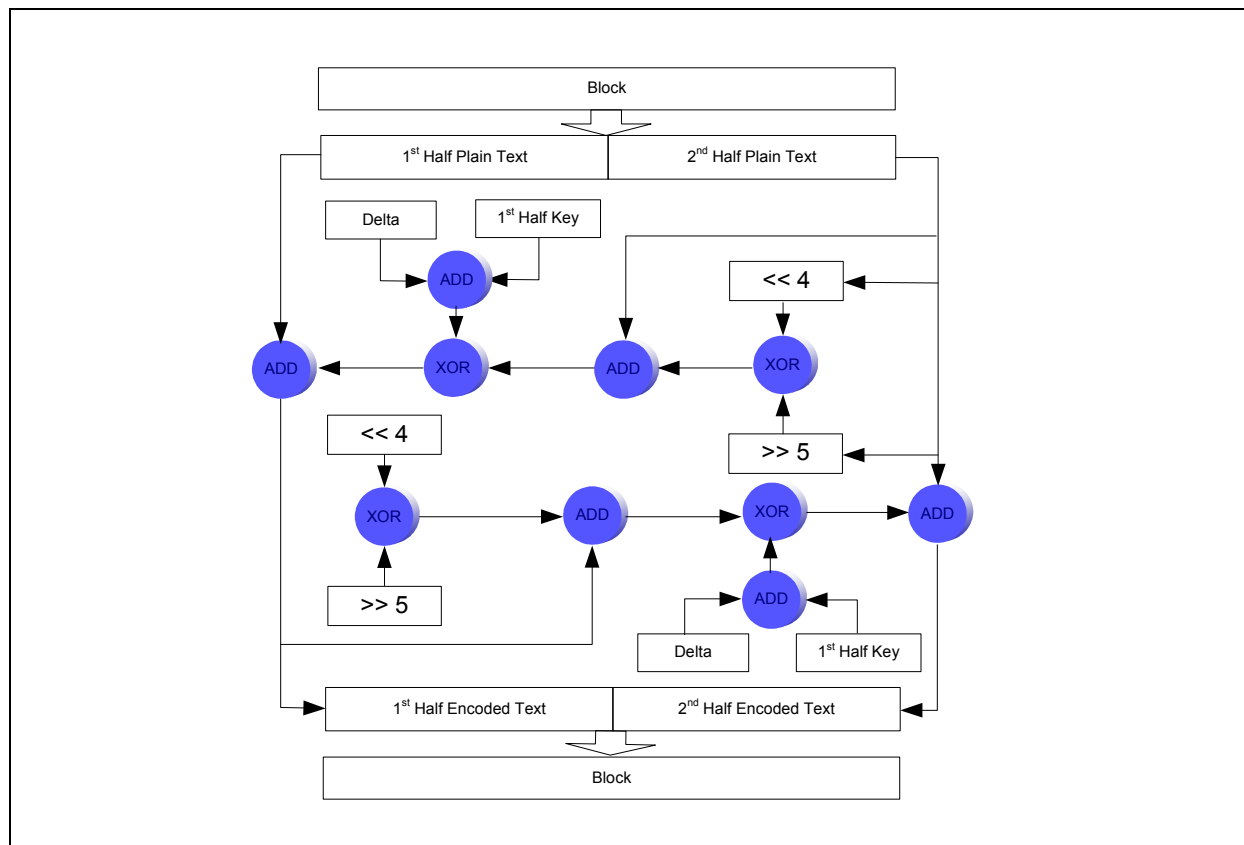 Block
1st Half Plain Text
2nd Half Plain Text
Delta
1st Half Key
ADD
<< 4
ADD
XOR
ADD
XOR
<< 4
>> 5
XOR
ADD
XOR
ADD
>> 5
ADD
Delta
1st Half Key
1st Half Encoded Text
2nd Half Encoded Text
Block